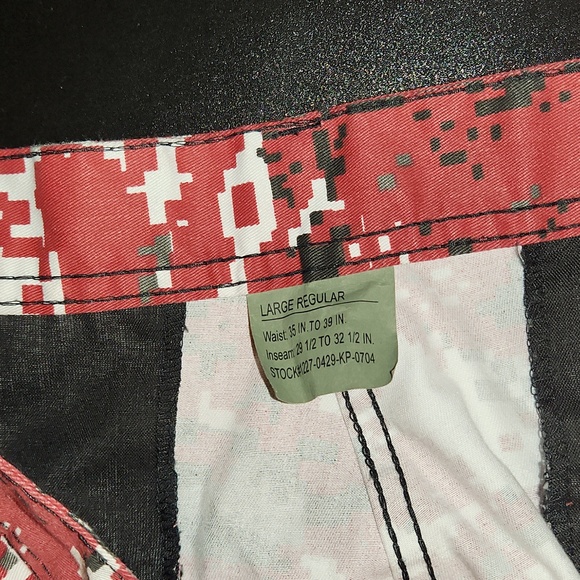 LARGE REGULAR
Waist: 35 IN. TO 39 IN.
Inseam: 29 1/2 TO 32 1/2 IN.
STOCK#:0227-0429-KP-0704